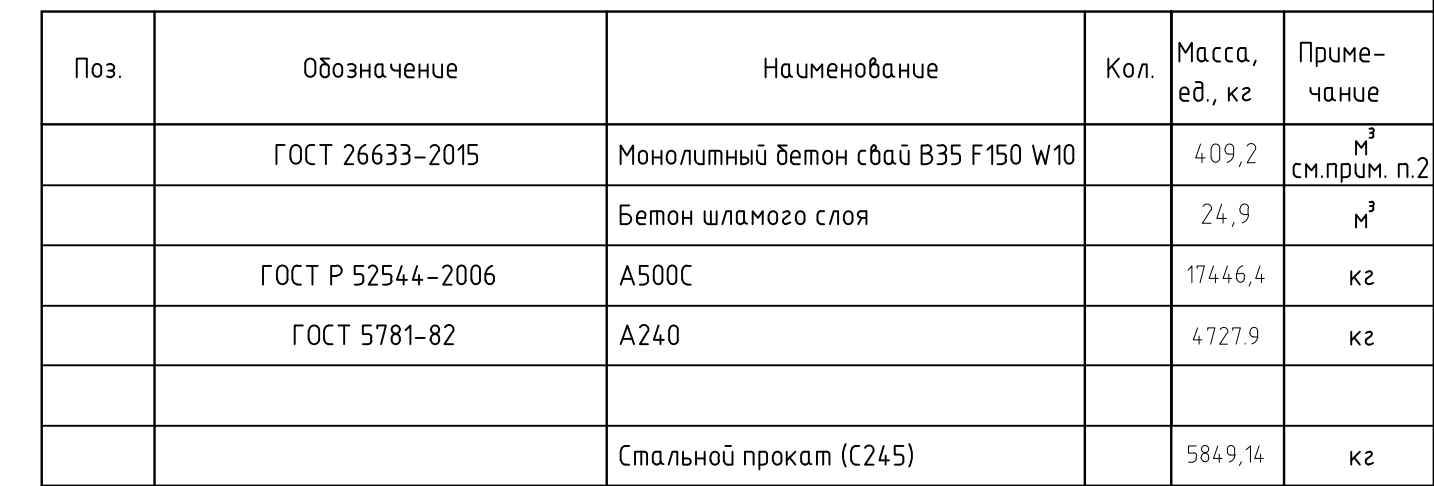 Поз. Обозначение Наименование Кол. Масса, ед., кг Приме- чание
ГОСТ 26633-2015 Монолитный бетон свай В35 F150 W10 409,2 м³ см.прим. п.2
Бетон шламого слоя 24,9 м³
ГОСТ Р 52544-2006 А500С 17446,4 кг
ГОСТ 5781-82 А240 4727.9 кг
Стальной прокат (С245) 5849,14 кг